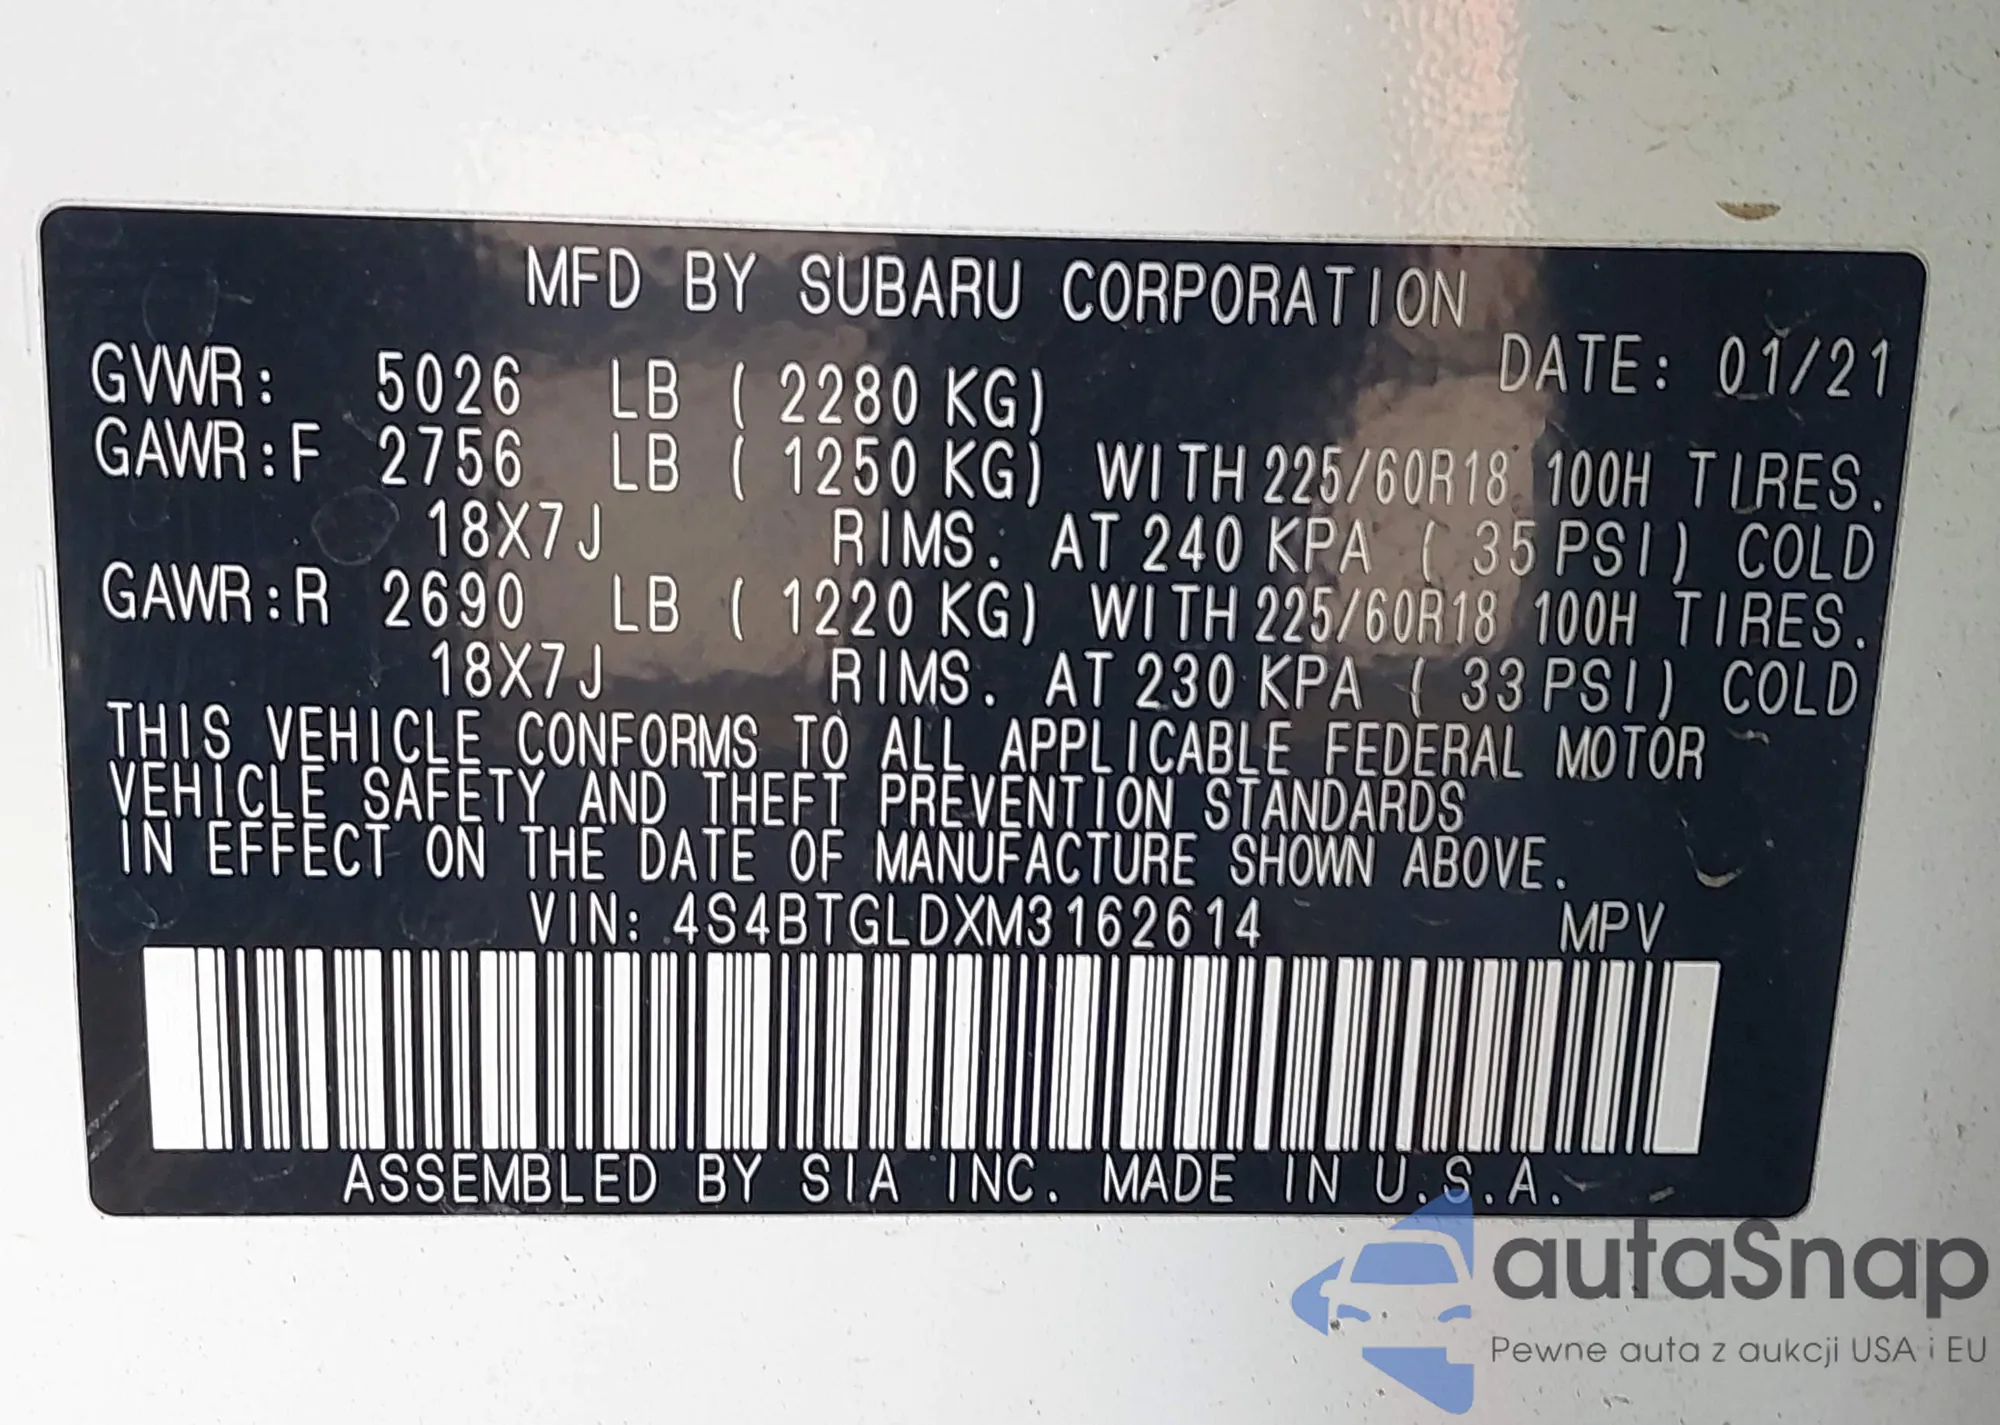 MFD BY SUBARU CORPORATION
DATE: 01/21
GVWR: 5026 LB ( 2280 KG)
GAWR:F 2756 LB ( 1250 KG) WITH 225/60R18 100H TIRES.
18X7J RIMS. AT 240 KPA ( 35 PSI) COLD
GAWR:R 2690 LB ( 1220 KG) WITH 225/60R18 100H TIRES.
18X7J RIMS. AT 230 KPA ( 33 PSI) COLD
THIS VEHICLE CONFORMS TO ALL APPLICABLE FEDERAL MOTOR
VEHICLE SAFETY AND THEFT PREVENTION STANDARDS
IN EFFECT ON THE DATE OF MANUFACTURE SHOWN ABOVE.
VIN: 4S4BTGLDXM3162614 MPV
ASSEMBLED BY SIA INC. MADE IN U.S.A.
autaSnap
Pewne auta z aukcji USA i EU